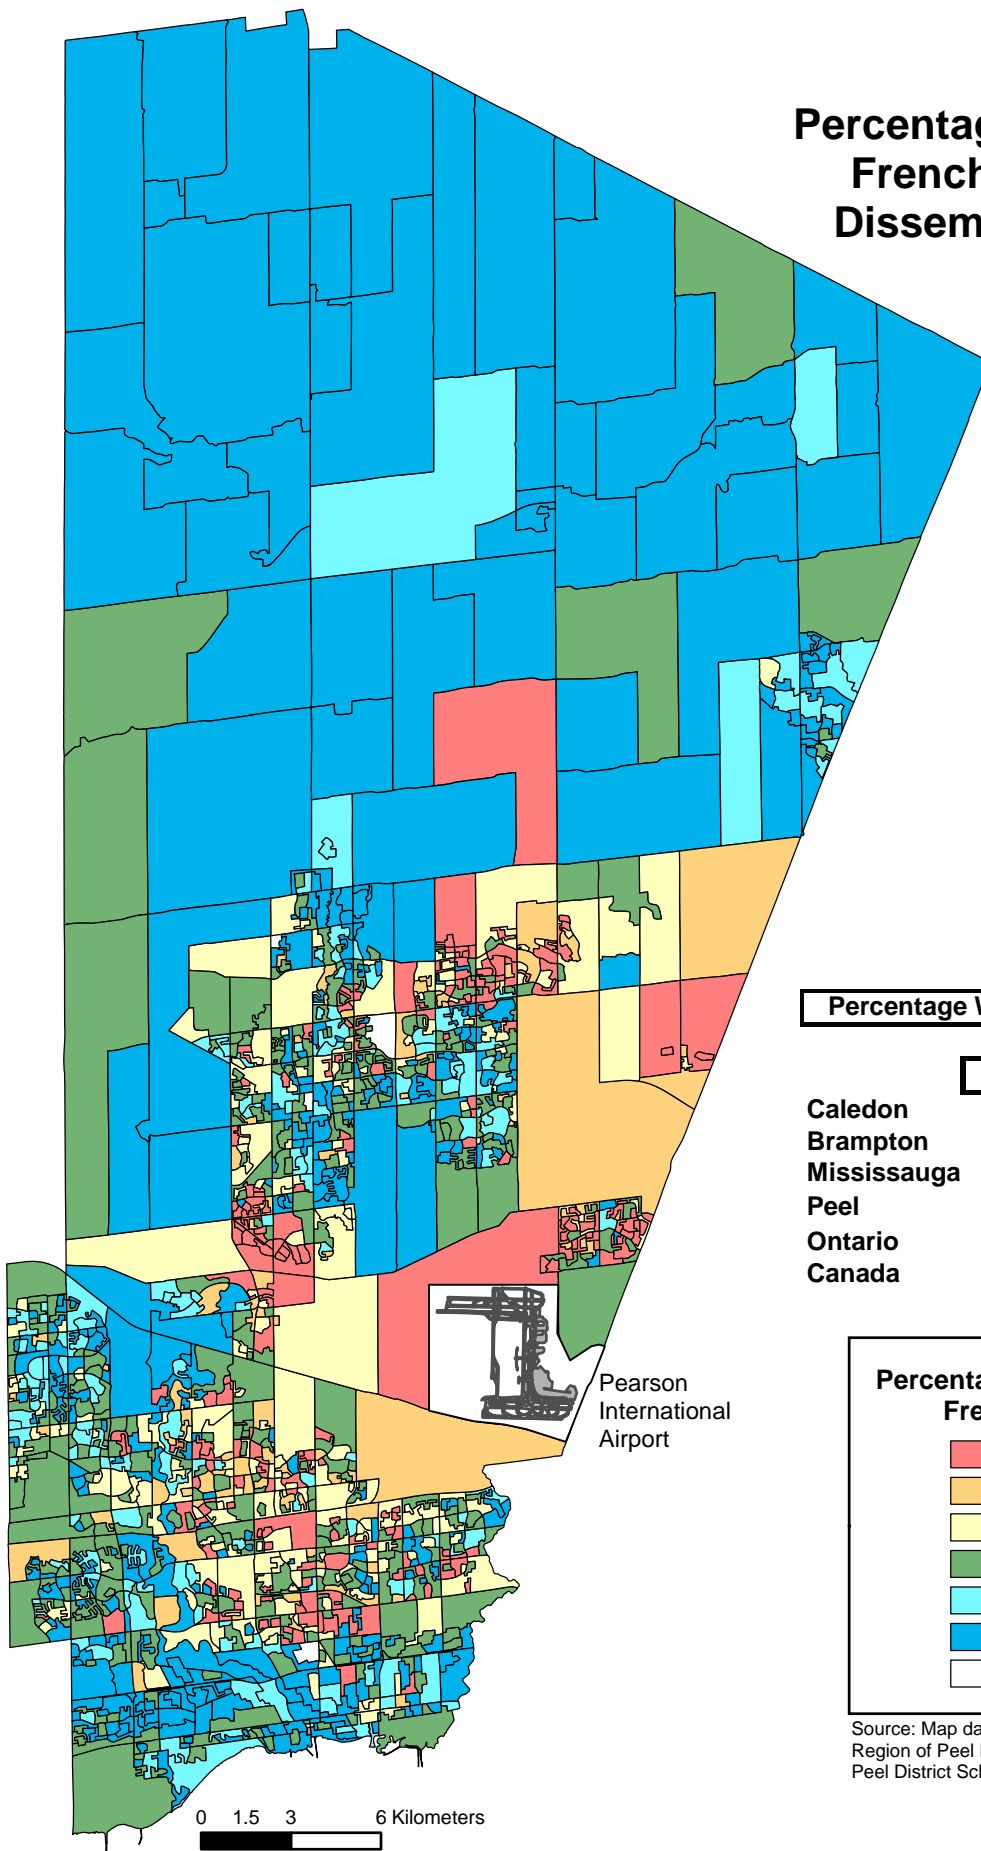 Percentag
French
Dissem
Percentage W
Caledon
Brampton
Mississauga
Peel
Ontario
Canada
Pearson
International
Airport
Percenta
Fre
Source: Map da
Region of Peel
Peel District Scl
0 1.5 3 6 Kilometers